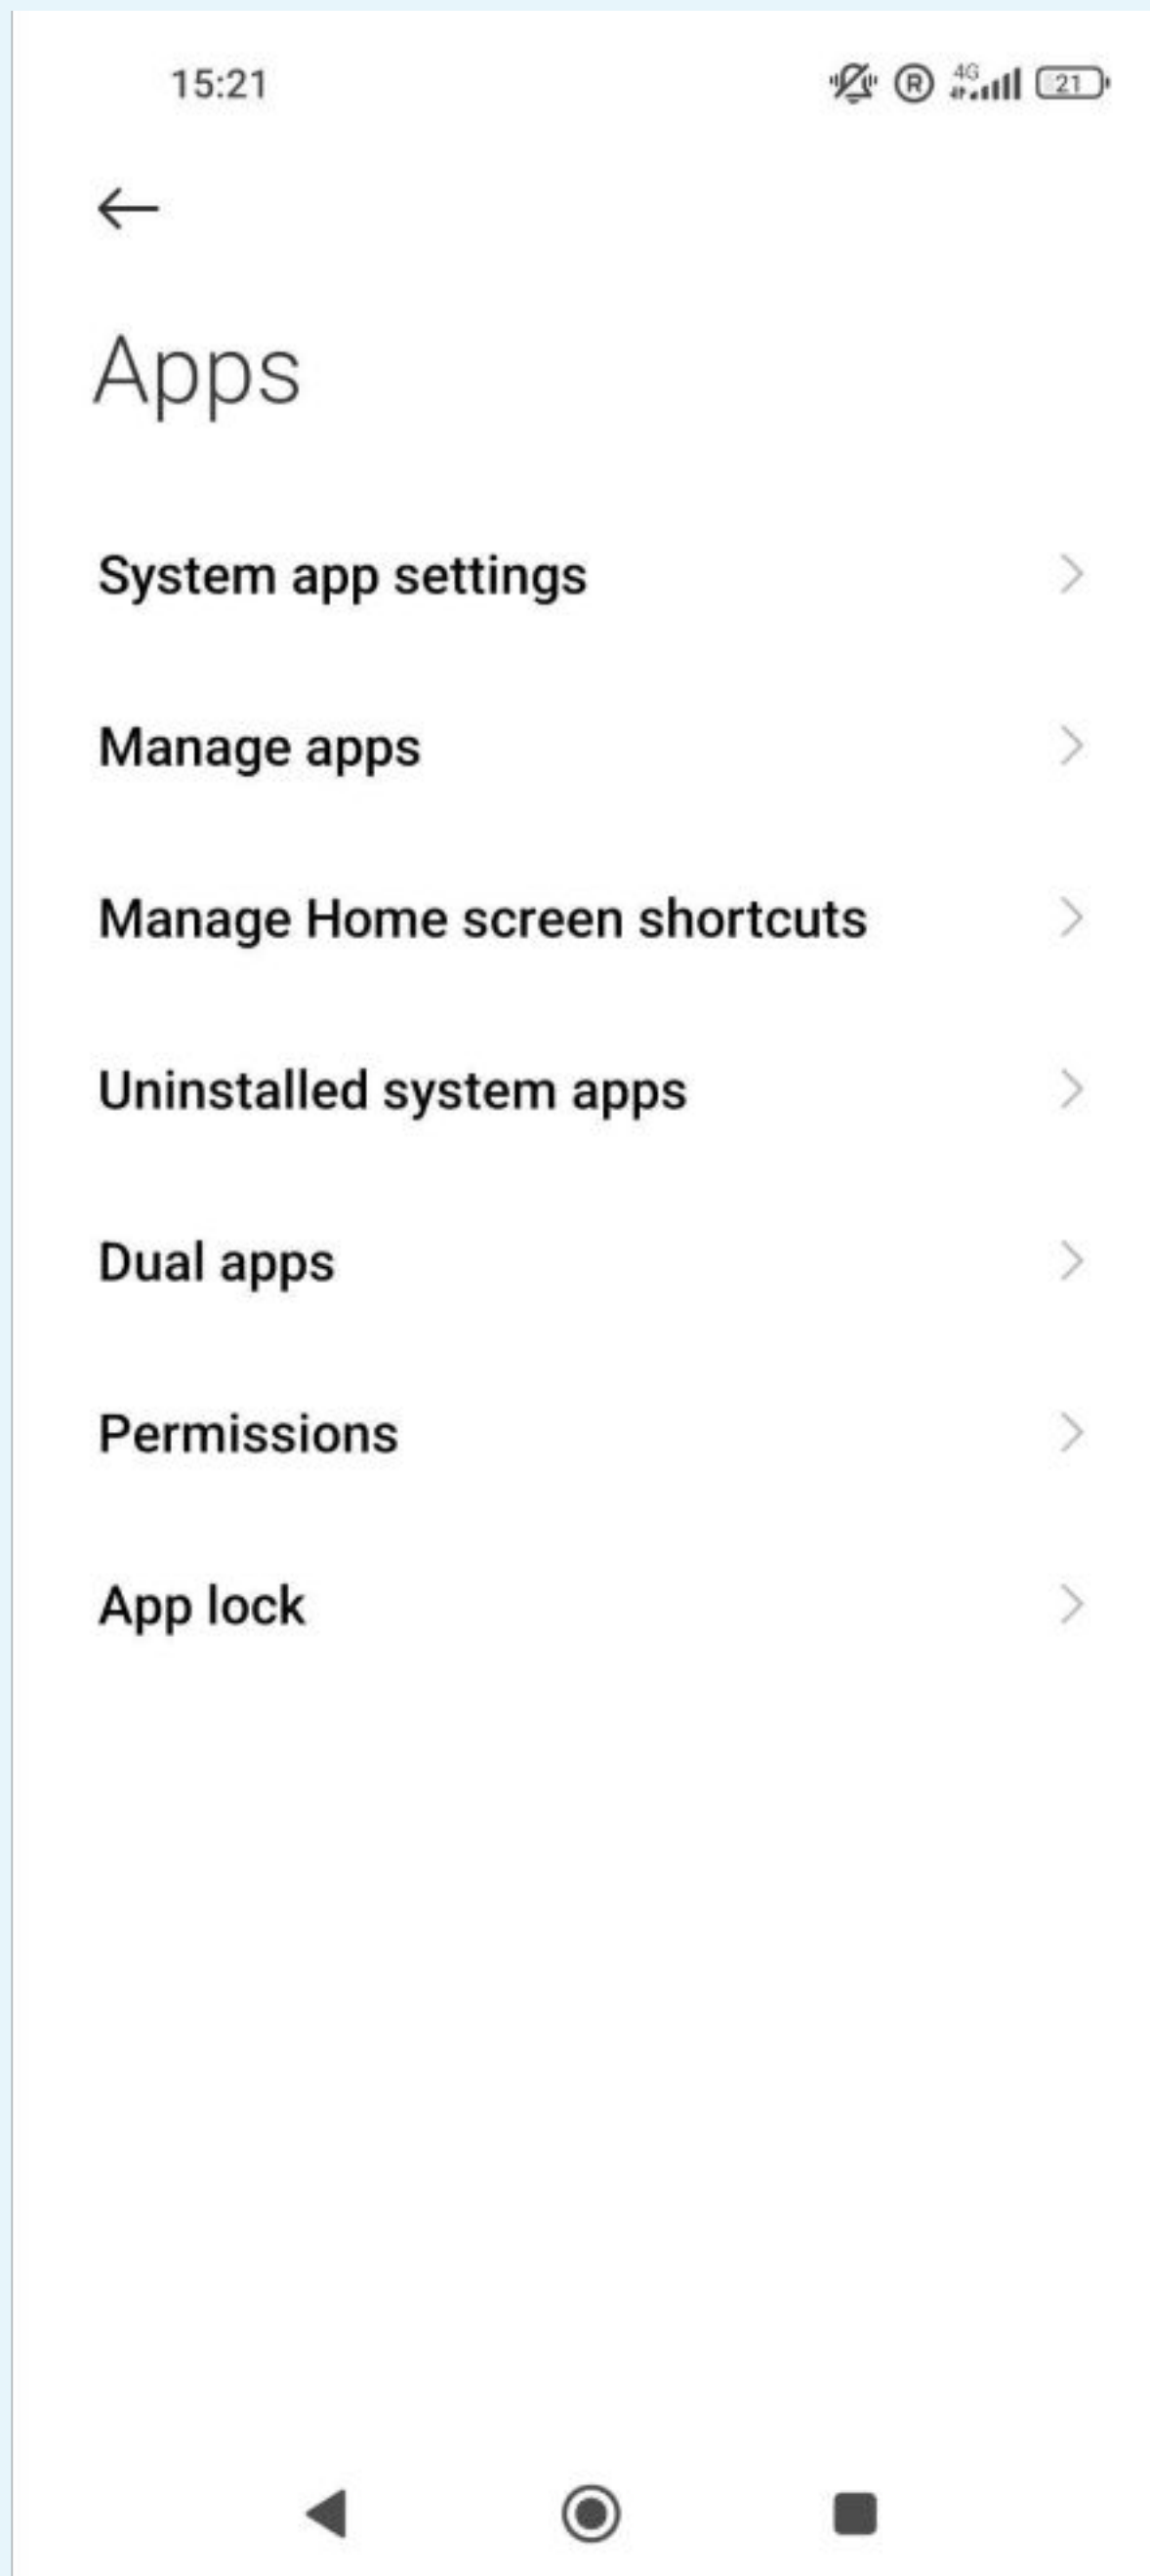 15:21
R 4G 21
Apps
System app settings
Manage apps
Manage Home screen shortcuts
Uninstalled system apps
Dual apps
Permissions
App lock